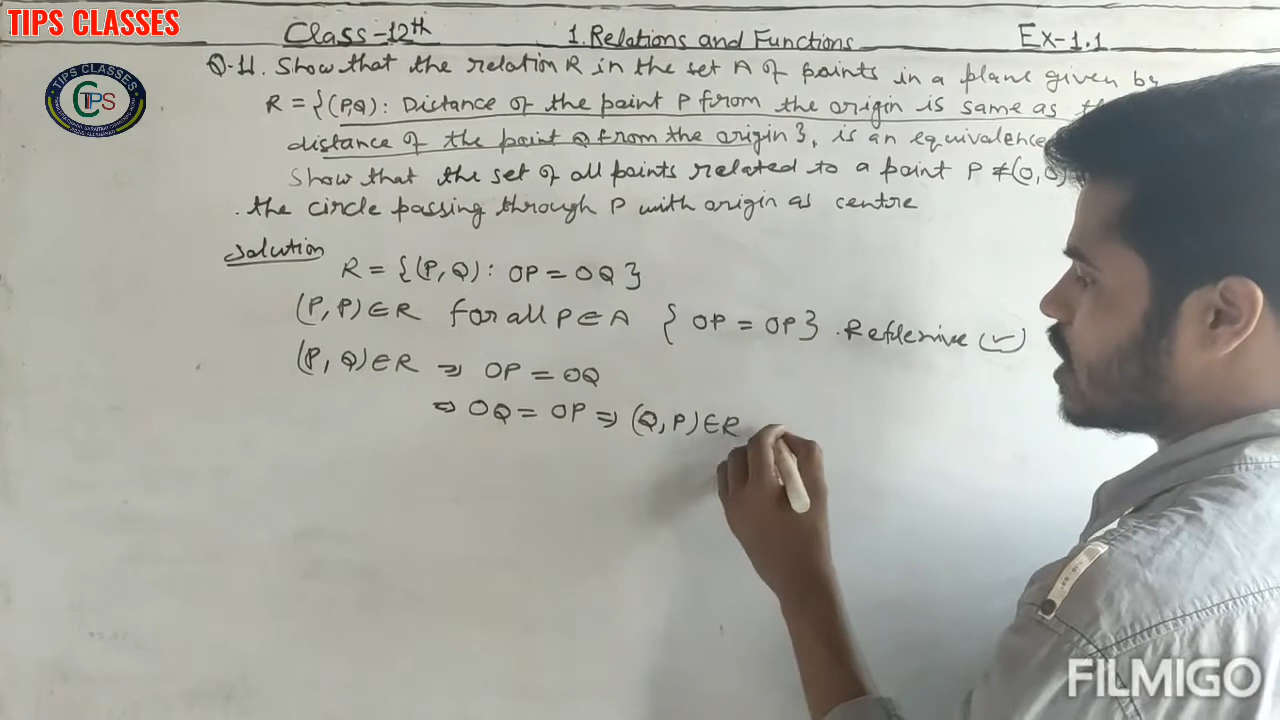 TIPS CLASSES
Class-12th 1. Relations and Functions Ex-1.1
TIPS CLASSES
TIPS
Q-11. Show that the relation R in the set A of points in a plane given by
R = {(P,Q): Distance of the point P from the origin is same as
distance of the point Q from the origin}, is an equivalence
Show that the set of all points related to a point P ≠ (0,0)
. the circle passing through P with origin as centre
Solution
R = {(P, Q): OP = OQ}
(P, P) ∈ R for all P ∈ A { OP = OP} . Reflexive (✓)
(P, Q) ∈ R ⇒ OP = OQ
⇒ OQ = OP ⇒ (Q, P) ∈ R
FILMIGO